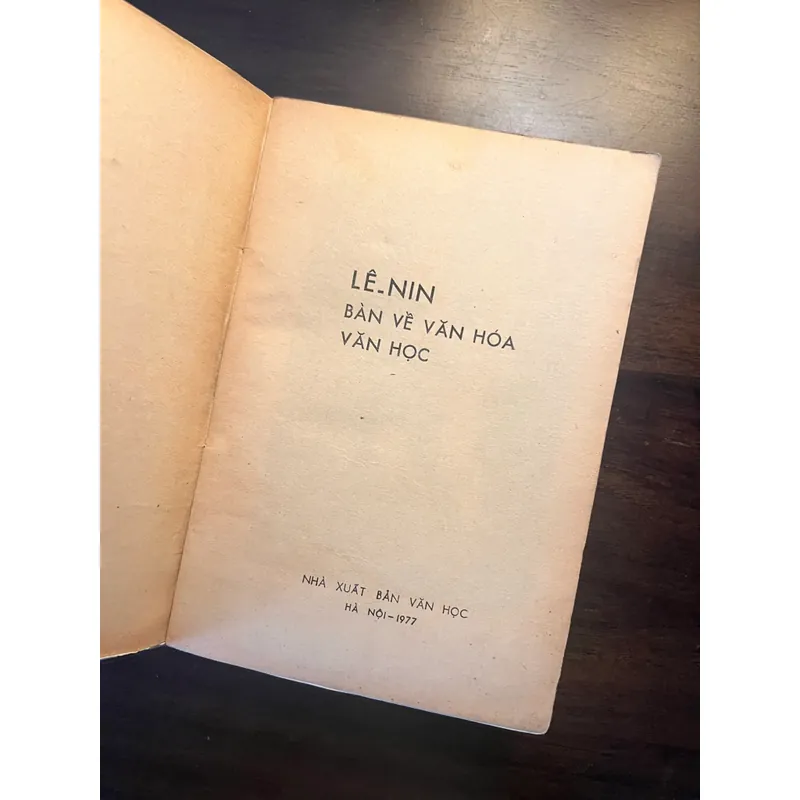 LÊ-NIN
BÀN VỀ VĂN HÓA
VĂN HỌC
NHÀ XUẤT BẢN VĂN HỌC
HÀ NỘI-1977